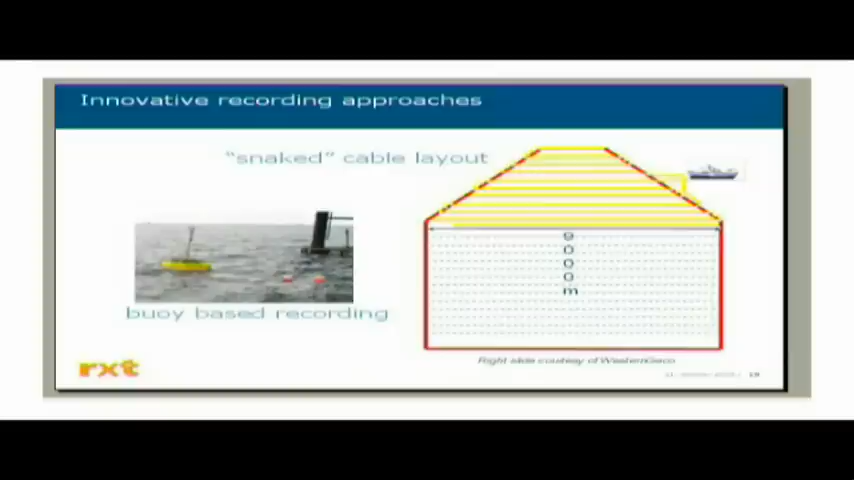 Innovative recording approaches
"snaked" cable layout
9
0
0
0
m
buoy based recording
Right slide courtesy of WesternGeco
rxt
19